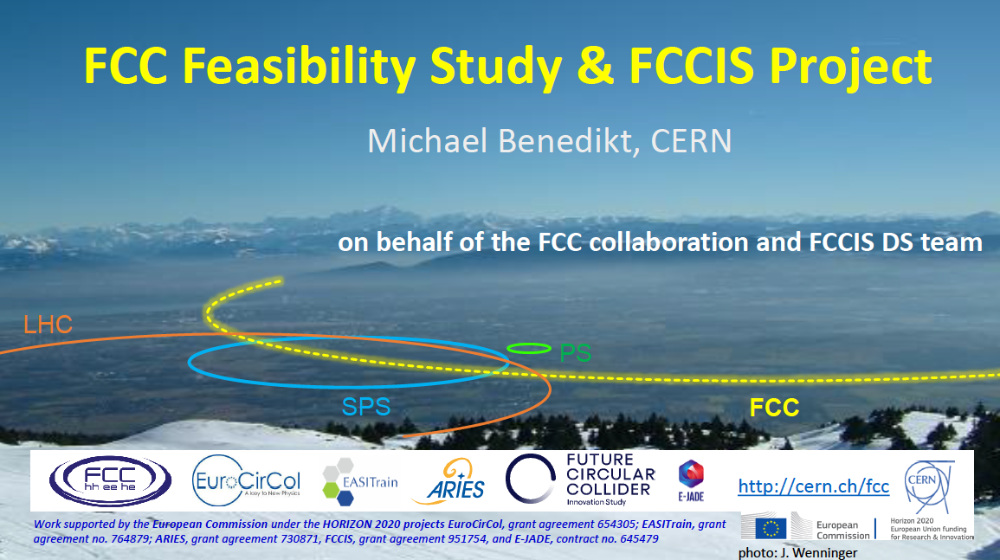 FCC Feasibility Study & FCCIS Project
Michael Benedikt, CERN
on behalf of the FCC collaboration and FCCIS DS team
LHC
PS
SPS
FCC
FCC
hh ee he
EuroCirCol
A key to New Physics
EASITrain
ARIES
FUTURE
CIRCULAR
COLLIDER
Innovation Study
E-JADE
http://cern.ch/fcc
CERN
Work supported by the European Commission under the HORIZON 2020 projects EuroCirCol, grant agreement 654305; EASITrain, grant
agreement no. 764879; ARIES, grant agreement 730871, FCCIS, grant agreement 951754, and E-JADE, contract no. 645479
European
Commission
Horizon 2020
European Union funding
for Research & Innovation
photo: J. Wenninger